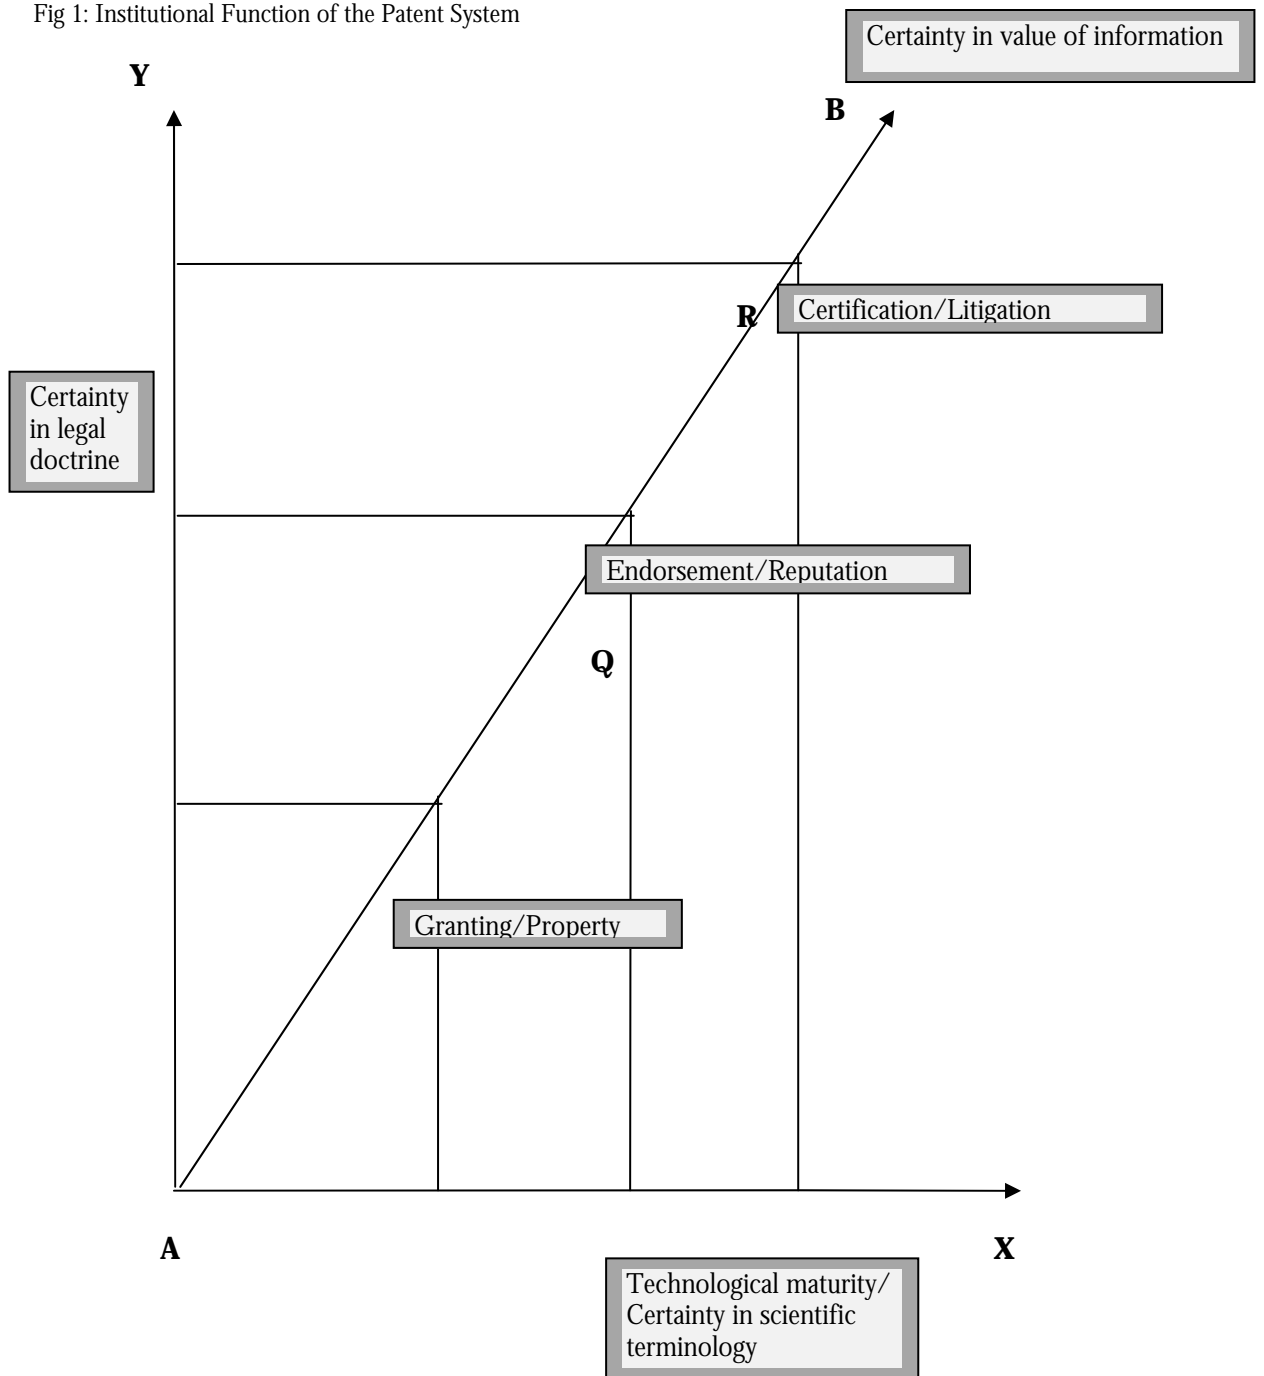 Fig 1: Institutional Function of the Patent System
Certainty in value of information
Y
B
R
Certification/Litigation
Certainty
in legal
doctrine
Endorsement/Reputation
Q
Granting/Property
A
X
Technological maturity/
Certainty in scientific
terminology